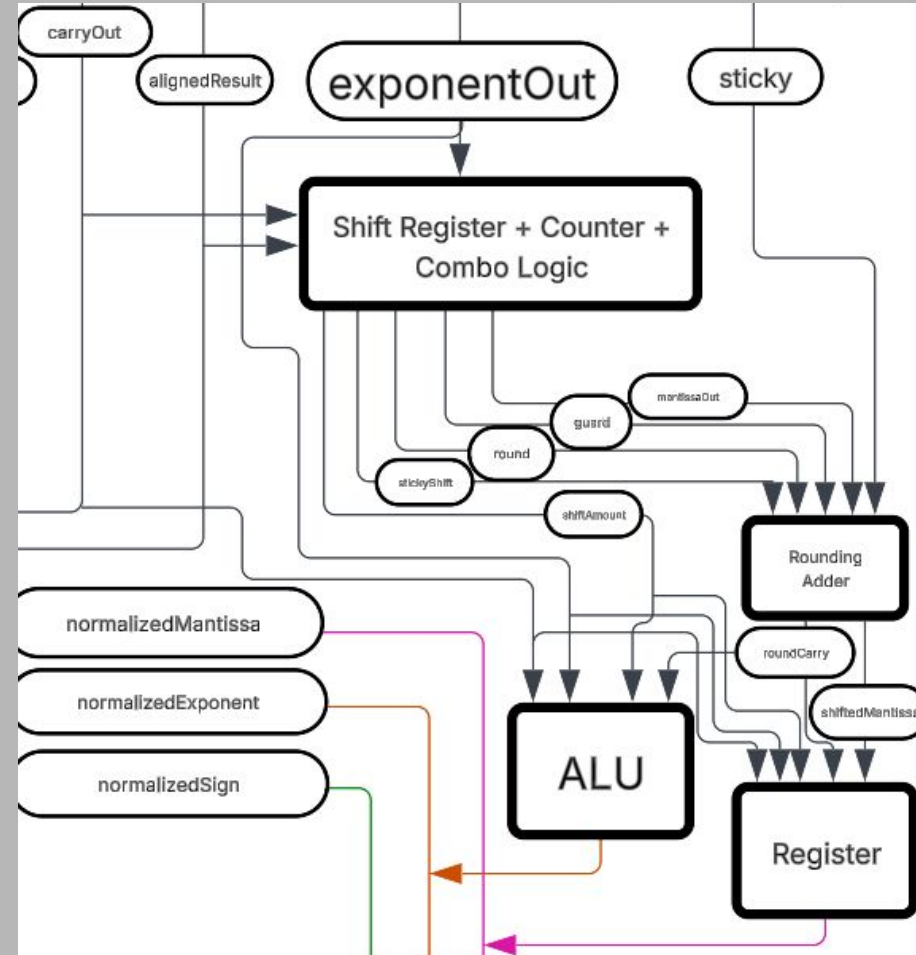 carryOut
alignedResult
exponentOut
sticky
Shift Register + Counter +
Combo Logic
mantissaOut
guard
round
stickyShift
shiftAmount
Rounding
Adder
normalizedMantissa
roundCarry
normalizedExponent
shiftedMantissa
normalizedSign
ALU
Register